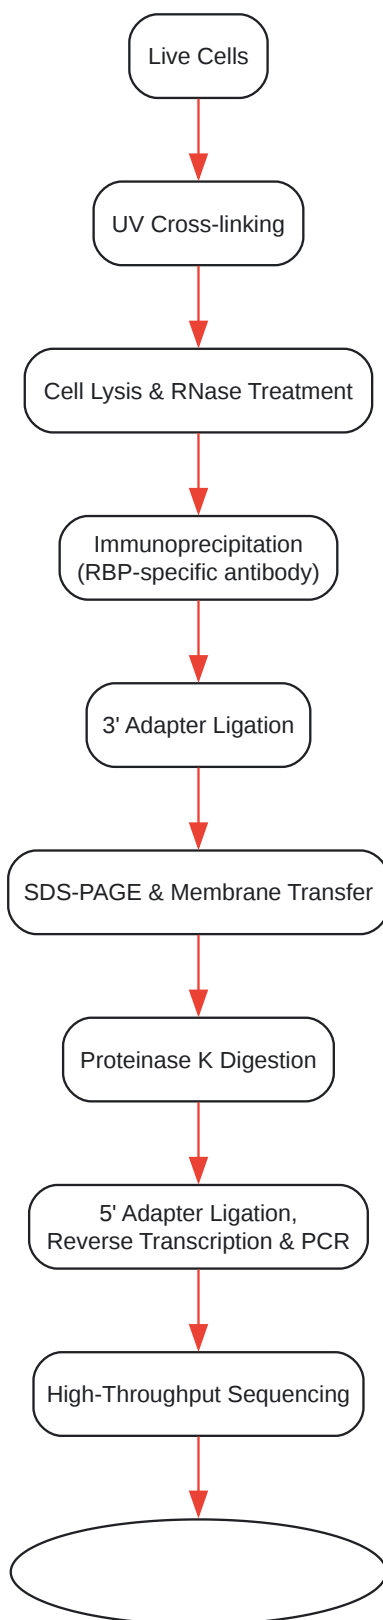 Live Cells
UV Cross-linking
Cell Lysis & RNase Treatment
Immunoprecipitation
(RBP-specific antibody)
3' Adapter Ligation
SDS-PAGE & Membrane Transfer
Proteinase K Digestion
5' Adapter Ligation,
Reverse Transcription & PCR
High-Throughput Sequencing